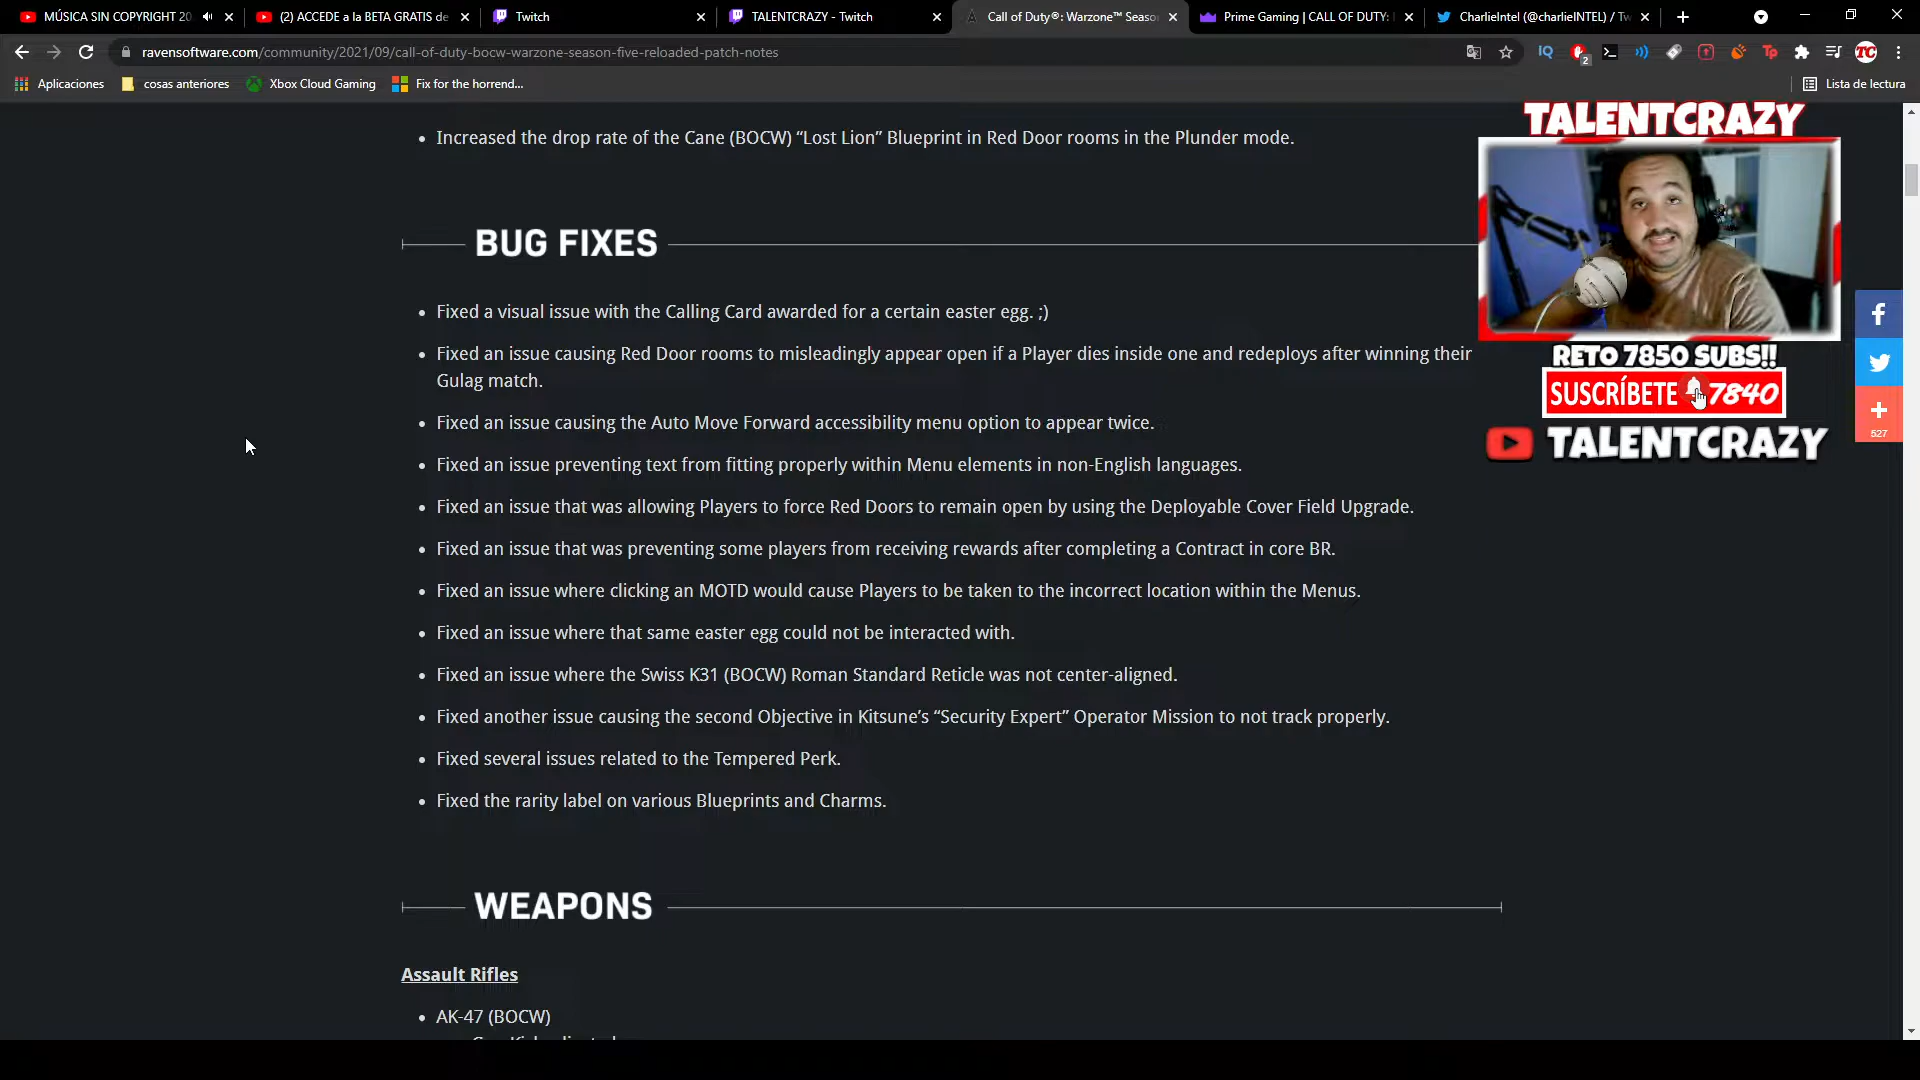 MÚSICA SIN COPYRIGHT 20
(2) ACCEDE a la BETA GRATIS de
Twitch
TALENTCRAZY - Twitch
Call of Duty®: Warzone™ Seaso
Prime Gaming | CALL OF DUTY:
CharlieIntel (@charlieINTEL) / Tw
ravensoftware.com/community/2021/09/call-of-duty-bocw-warzone-season-five-reloaded-patch-notes
IQ
2
Tp
TC
Aplicaciones
cosas anteriores
Xbox Cloud Gaming
Fix for the horrend...
Lista de lectura
TALENTCRAZY
• Increased the drop rate of the Cane (BOCW) “Lost Lion” Blueprint in Red Door rooms in the Plunder mode.
BUG FIXES
• Fixed a visual issue with the Calling Card awarded for a certain easter egg. ;)
• Fixed an issue causing Red Door rooms to misleadingly appear open if a Player dies inside one and redeploys after winning their
Gulag match.
• Fixed an issue causing the Auto Move Forward accessibility menu option to appear twice.
• Fixed an issue preventing text from fitting properly within Menu elements in non-English languages.
• Fixed an issue that was allowing Players to force Red Doors to remain open by using the Deployable Cover Field Upgrade.
• Fixed an issue that was preventing some players from receiving rewards after completing a Contract in core BR.
• Fixed an issue where clicking an MOTD would cause Players to be taken to the incorrect location within the Menus.
• Fixed an issue where that same easter egg could not be interacted with.
• Fixed an issue where the Swiss K31 (BOCW) Roman Standard Reticle was not center-aligned.
• Fixed another issue causing the second Objective in Kitsune’s “Security Expert” Operator Mission to not track properly.
• Fixed several issues related to the Tempered Perk.
• Fixed the rarity label on various Blueprints and Charms.
RETO 7850 SUBS!!
SUSCRÍBETE 7840
TALENTCRAZY
527
WEAPONS
Assault Rifles
• AK-47 (BOCW)